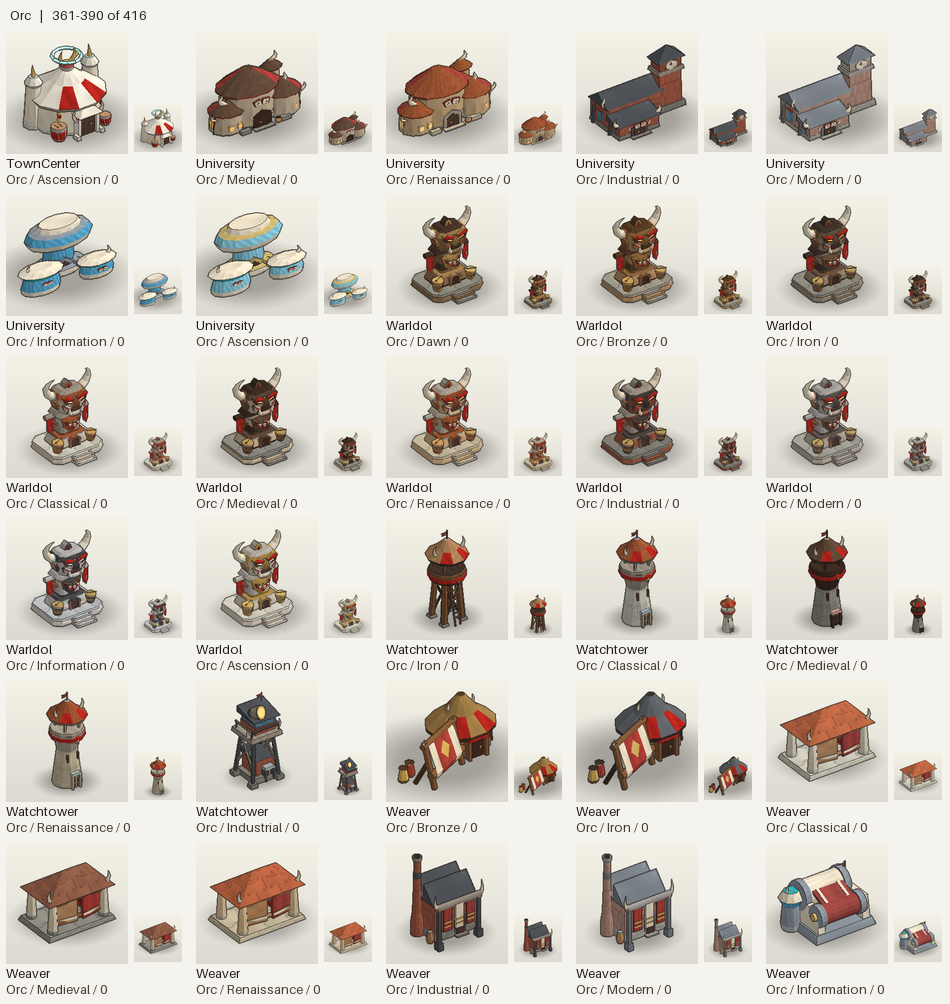 Orc | 361-390 of 416
TownCenter
Orc / Ascension / 0
University
Orc / Medieval / 0
University
Orc / Renaissance / 0
University
Orc / Industrial / 0
University
Orc / Modern / 0
University
Orc / Information / 0
University
Orc / Ascension / 0
WarIdol
Orc / Dawn / 0
WarIdol
Orc / Bronze / 0
WarIdol
Orc / Iron / 0
WarIdol
Orc / Classical / 0
WarIdol
Orc / Medieval / 0
WarIdol
Orc / Renaissance / 0
WarIdol
Orc / Industrial / 0
WarIdol
Orc / Modern / 0
WarIdol
Orc / Information / 0
WarIdol
Orc / Ascension / 0
Watchtower
Orc / Iron / 0
Watchtower
Orc / Classical / 0
Watchtower
Orc / Medieval / 0
Watchtower
Orc / Renaissance / 0
Watchtower
Orc / Industrial / 0
Weaver
Orc / Bronze / 0
Weaver
Orc / Iron / 0
Weaver
Orc / Classical / 0
Weaver
Orc / Medieval / 0
Weaver
Orc / Renaissance / 0
Weaver
Orc / Industrial / 0
Weaver
Orc / Modern / 0
Weaver
Orc / Information / 0